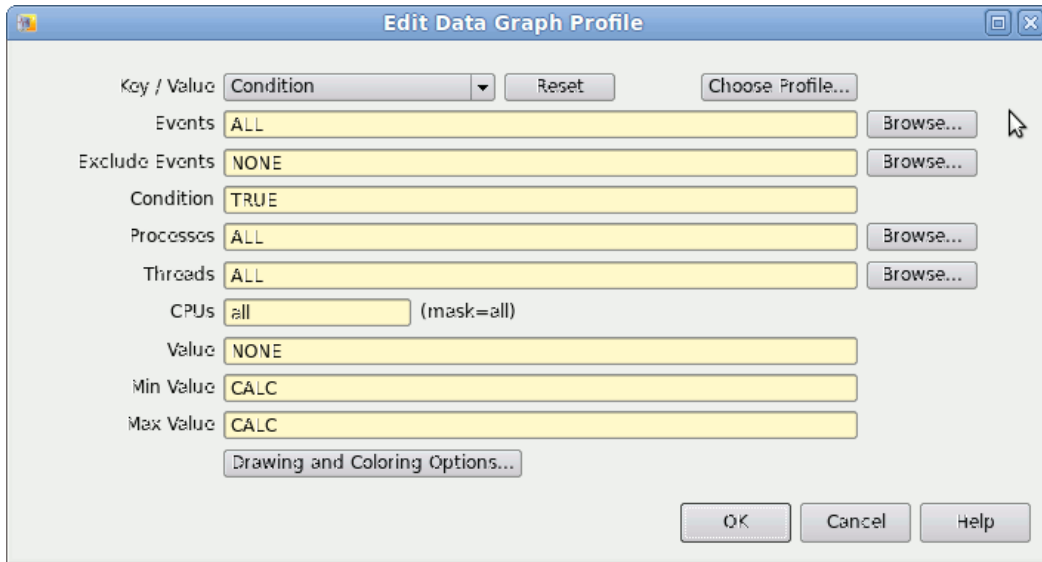 Edit Data Graph Profile
Key / Value Condition Reset Choose Profile...
Events ALL Browse...
Exclude Events NONE Browse...
Condition TRUE
Processes ALL Browse...
Threads ALL Browse...
CPUs all (mask=all)
Value NONE
Min Value CALC
Max Value CALC
Drawing and Coloring Options...
OK Cancel Help